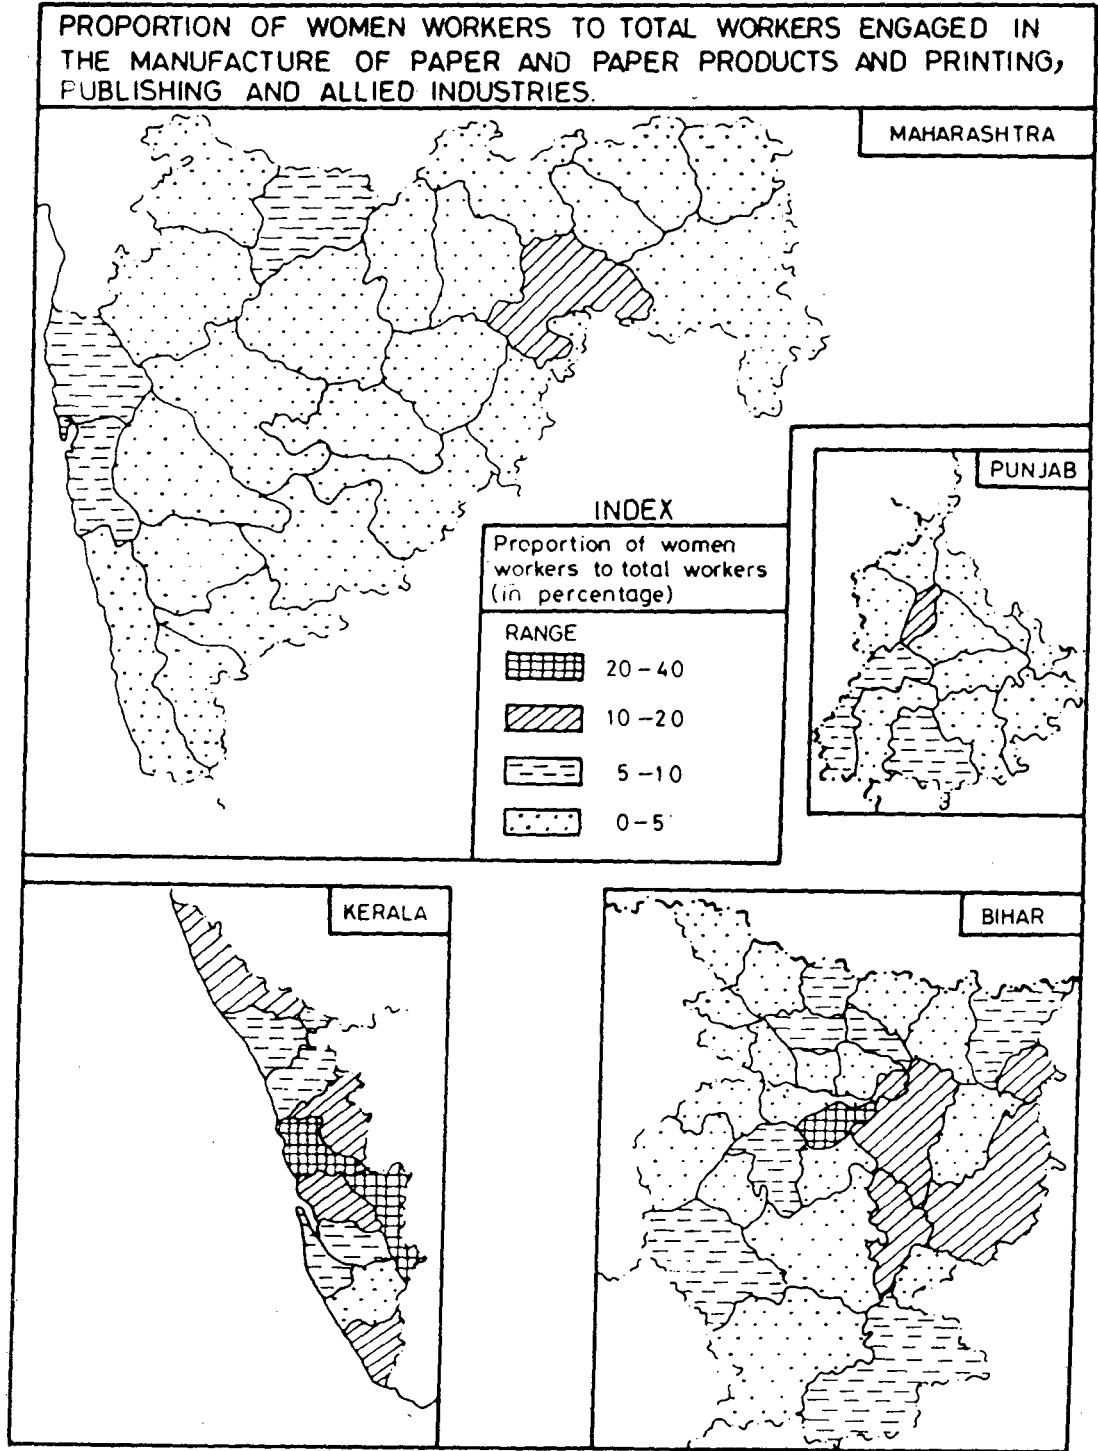 PROPORTION OF WOMEN WORKERS TO TOTAL WORKERS ENGAGED IN
THE MANUFACTURE OF PAPER AND PAPER PRODUCTS AND PRINTING,
PUBLISHING AND ALLIED INDUSTRIES.
MAHARASHTRA
PUNJAB
INDEX
Proportion of women
workers to total workers
(in percentage)
RANGE
20-40
10-20
5-10
0-5
KERALA
BIHAR